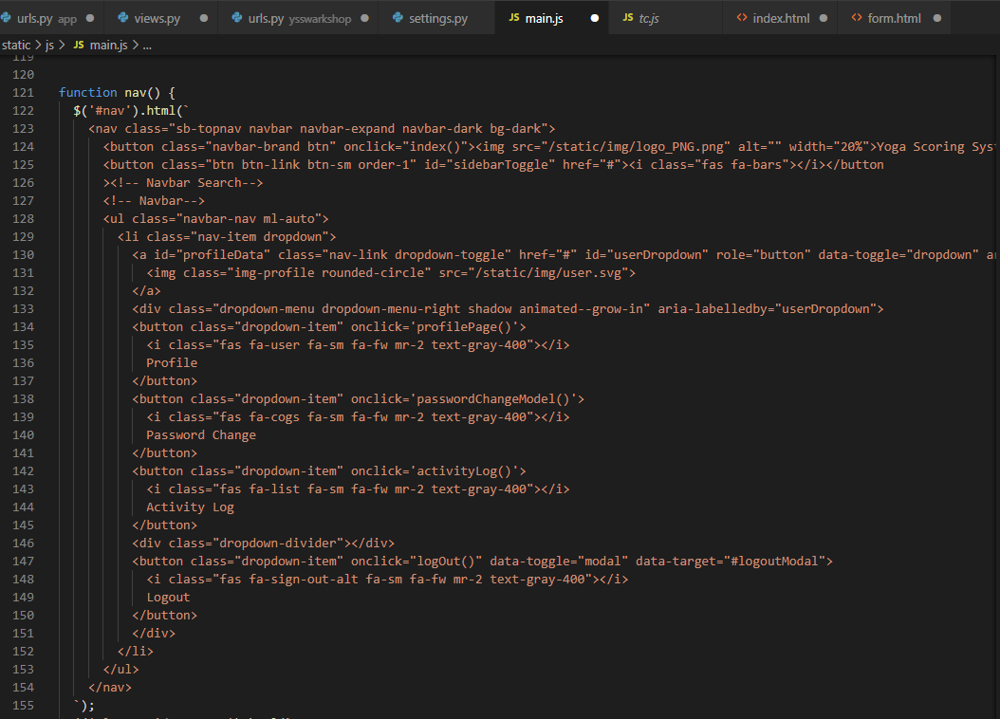 urls.py app ● views.py ● urls.py ysswarkshop ● settings.py JS main.js ● JS tc.js <> index.html ● <> form.html ●
static > js > JS main.js > ...
119
120
121 function nav() {
122 $('#nav').html(`
123 <nav class="sb-topnav navbar navbar-expand navbar-dark bg-dark">
124 <button class="navbar-brand btn" onclick="index()"><img src="/static/img/logo_PNG.png" alt="" width="20%">Yoga Scoring Sys
125 <button class="btn btn-link btn-sm order-1" id="sidebarToggle" href="#"><i class="fas fa-bars"></i></button
126 ><!-- Navbar Search-->
127 <!-- Navbar-->
128 <ul class="navbar-nav ml-auto">
129 <li class="nav-item dropdown">
130 <a id="profileData" class="nav-link dropdown-toggle" href="#" id="userDropdown" role="button" data-toggle="dropdown" a
131 <img class="img-profile rounded-circle" src="/static/img/user.svg">
132 </a>
133 <div class="dropdown-menu dropdown-menu-right shadow animated--grow-in" aria-labelledby="userDropdown">
134 <button class="dropdown-item" onclick='profilePage()'>
135 <i class="fas fa-user fa-sm fa-fw mr-2 text-gray-400"></i>
136 Profile
137 </button>
138 <button class="dropdown-item" onclick='passwordChangeModel()'>
139 <i class="fas fa-cogs fa-sm fa-fw mr-2 text-gray-400"></i>
140 Password Change
141 </button>
142 <button class="dropdown-item" onclick='activityLog()'>
143 <i class="fas fa-list fa-sm fa-fw mr-2 text-gray-400"></i>
144 Activity Log
145 </button>
146 <div class="dropdown-divider"></div>
147 <button class="dropdown-item" onclick="logOut()" data-toggle="modal" data-target="#logoutModal">
148 <i class="fas fa-sign-out-alt fa-sm fa-fw mr-2 text-gray-400"></i>
149 Logout
150 </button>
151 </div>
152 </li>
153 </ul>
154 </nav>
155 `);